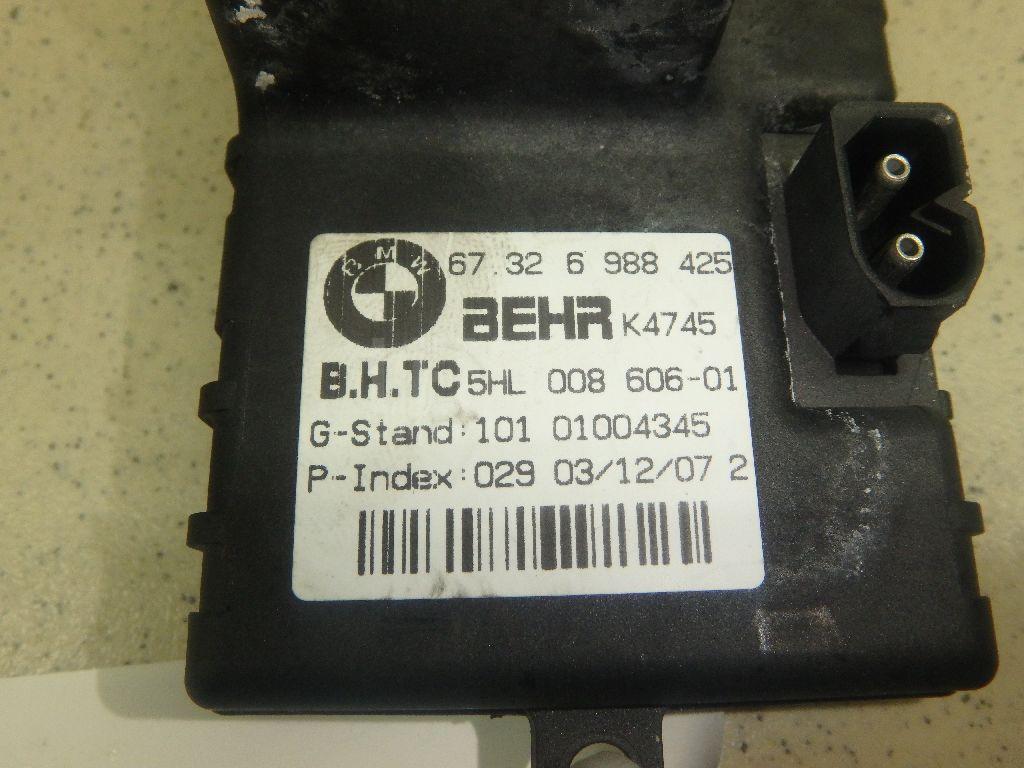 BMW 67 32 6 988 425
BEHR K4745
B.H.TC 5HL 008 606-01
G-Stand: 101 01004345
P-Index: 029 03/12/07 2